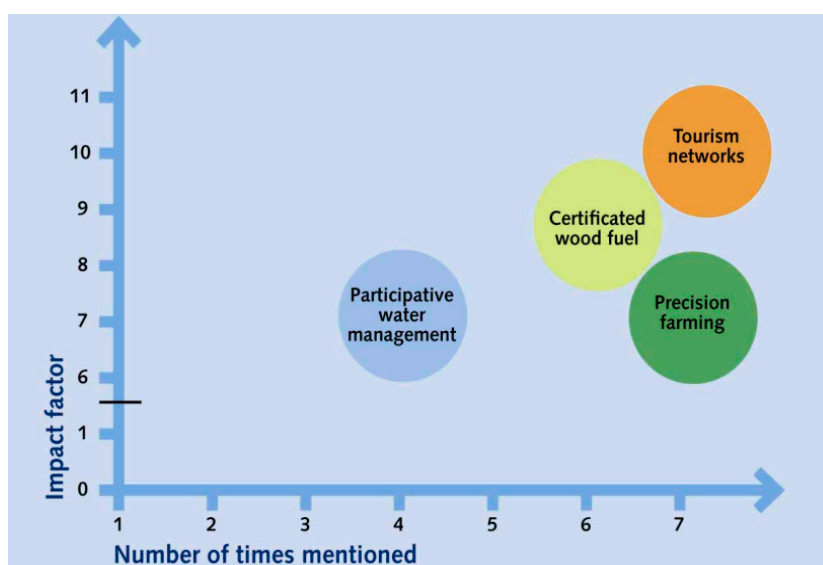 11
10
9
8
7
6
1
0
Impact factor
Tourism
networks
Certificated
wood fuel
Participative
water
management
Precision
farming
1 2 3 4 5 6 7
Number of times mentioned